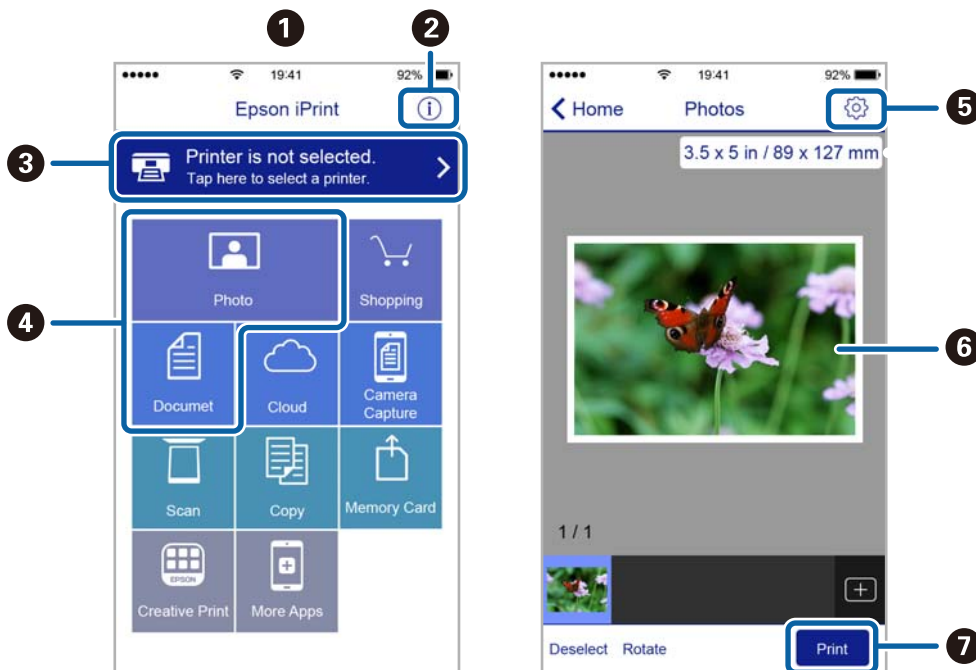 1
2
19:41
92%
Epson iPrint
3
Printer is not selected.
Tap here to select a printer.
4
Photo
Shopping
Documet
Cloud
Camera
Capture
Scan
Copy
Memory Card
EPSON
Creative Print
More Apps
19:41
92%
Home
Photos
5
3.5 x 5 in / 89 x 127 mm
6
1 / 1
Deselect
Rotate
Print
7